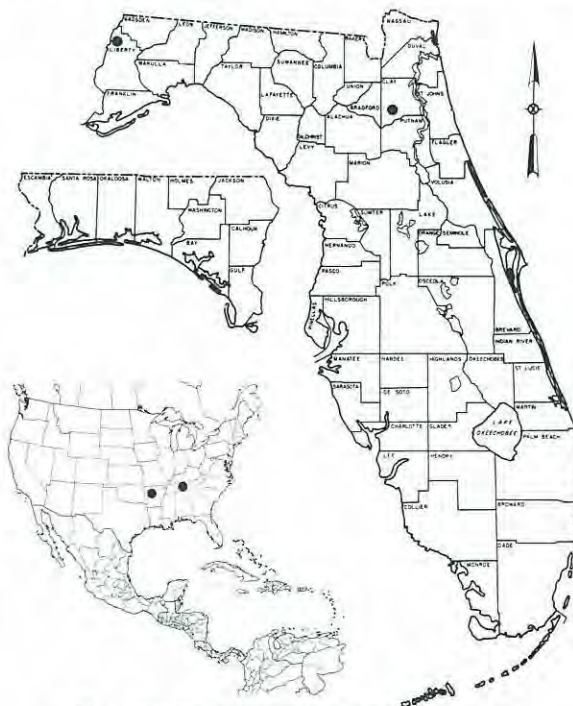 NASSAU
GADSDEN
LEON
JEFFERSON
MADISON
HAMILTON
BAKER
DUVAL
LIBERTY
WAKULLA
TAYLOR
SUWANNEE
COLUMBIA
UNION
CLAY
ST JOHNS
FRANKLIN
LAFAYETTE
BRADFORD
DIXIE
GILCHRIST
ALACHUA
PUTNAM
LEVY
FLAGLER
MARION
VOLUSIA
ESCAMBIA
SANTA ROSA
OKALOOSA
WALTON
HOLMES
JACKSON
WASHINGTON
BAY
CALHOUN
GULF
CITRUS
SUMTER
LAKE
ORANGE
SEMINOLE
HERNANDO
PASCO
POLK
OSCEOLA
HILLSBOROUGH
PINELLAS
BREVARD
INDIAN RIVER
MANATEE
HARDEE
HIGHLANDS
OKEECHOBEE
ST LUCIE
SARASOTA
DE SOTO
MARTIN
CHARLOTTE
GLADES
LAKE
OKEECHOBEE
PALM BEACH
LEE
HENDRY
COLLIER
BROWARD
DADE
MONROE